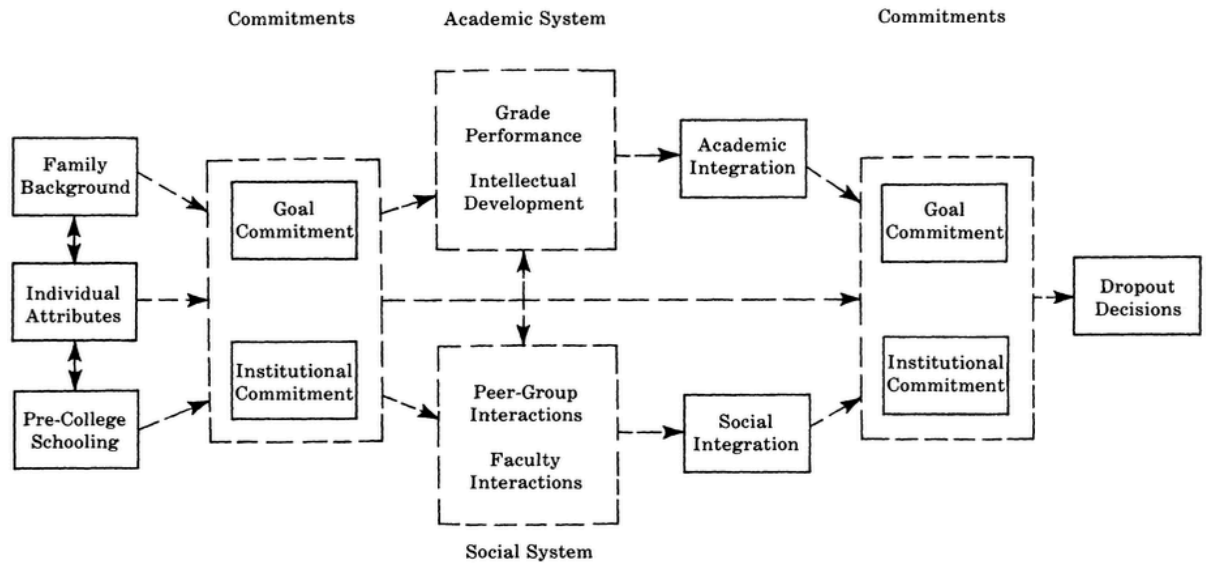 Commitments
Academic System
Commitments
Family
Background
Individual
Attributes
Pre-College
Schooling
Goal
Commitment
Institutional
Commitment
Grade
Performance
Intellectual
Development
Peer-Group
Interactions
Faculty
Interactions
Social System
Academic
Integration
Social
Integration
Goal
Commitment
Institutional
Commitment
Dropout
Decisions